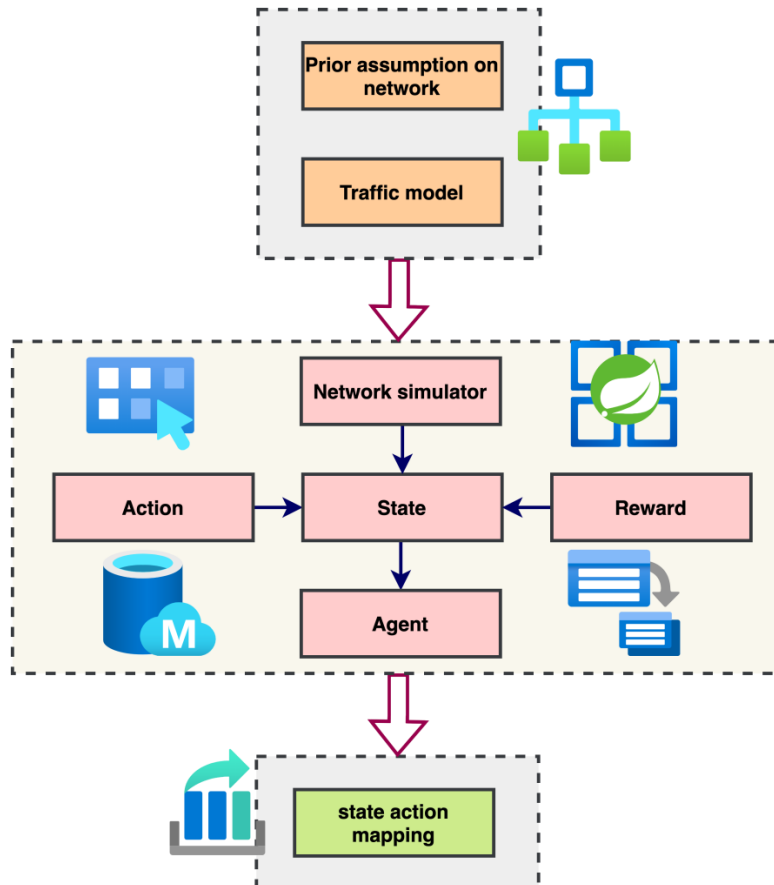 Prior assumption on
network
Traffic model
Network simulator
Action
State
Reward
M
Agent
state action
mapping